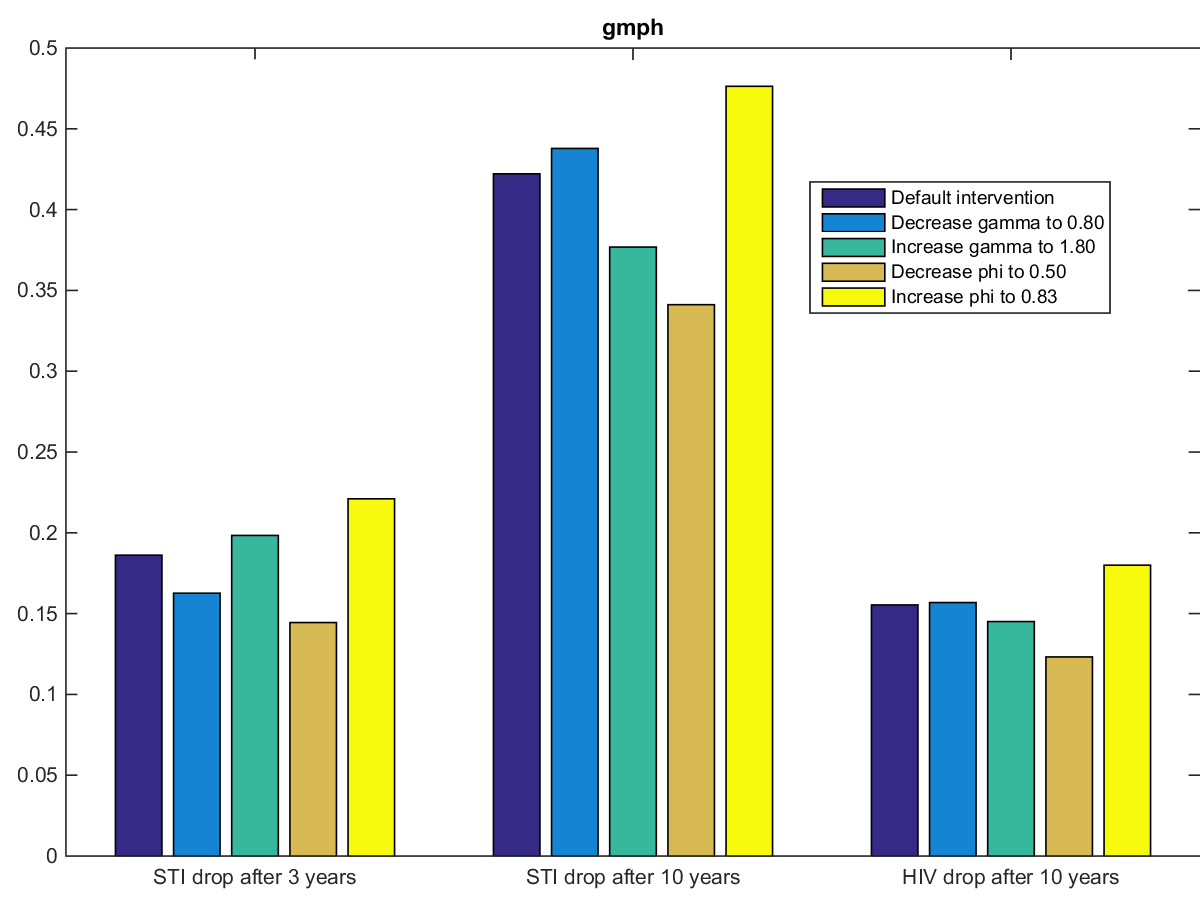 gmph
0.5
0.45
0.4
0.35
0.3
0.25
0.2
0.15
0.1
0.05
0
Default intervention
Decrease gamma to 0.80
Increase gamma to 1.80
Decrease phi to 0.50
Increase phi to 0.83
STI drop after 3 years
STI drop after 10 years
HIV drop after 10 years